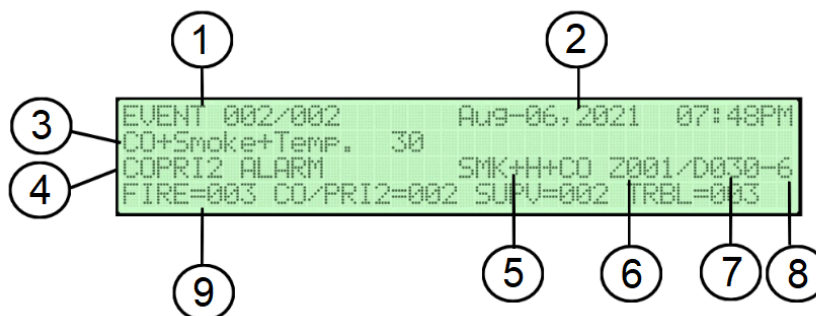 1 2
EVENT 002/002 Aug-06,2021 07:48PM
3 CO+Smoke+Temp. 30
4 COPRI2 ALARM SMK+H+CO Z001/D030-6
FIRE=003 CO/PRI2=002 SUPV=002 TRBL=003
9 5 6 7 8